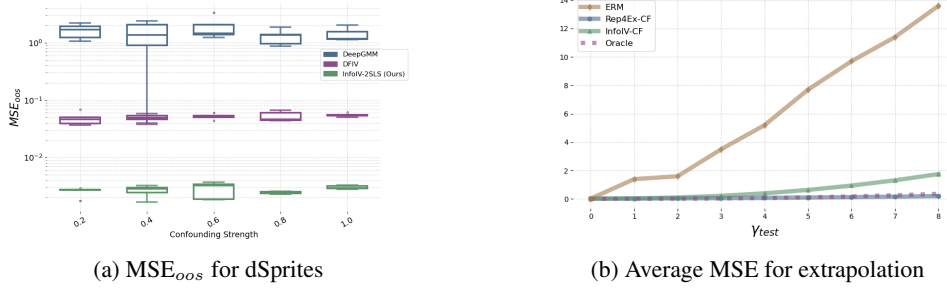 MSE_oos
10^0
10^-1
10^-2
DeepGMM
DFIV
InfoIV-2SLS (Ours)
0.2 0.4 0.6 0.8 1.0
Confounding Strength
(a) MSE_oos for dSprites
14
12
10
8
6
4
2
0
ERM
Rep4Ex-CF
InfoIV-CF
Oracle
0 1 2 3 4 5 6 7 8
γ_test
(b) Average MSE for extrapolation